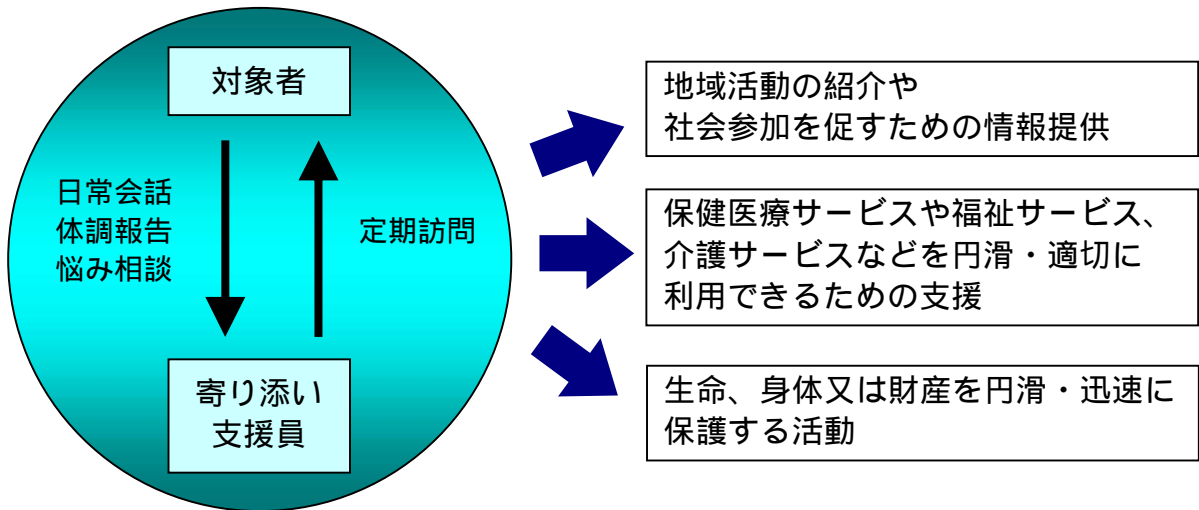 対象者
日常会話
体調報告
悩み相談
定期訪問
寄り添い
支援員
地域活動の紹介や
社会参加を促すための情報提供
保健医療サービスや福祉サービス、
介護サービスなどを円滑・適切に
利用できるための支援
生命、身体又は財産を円滑・迅速に
保護する活動